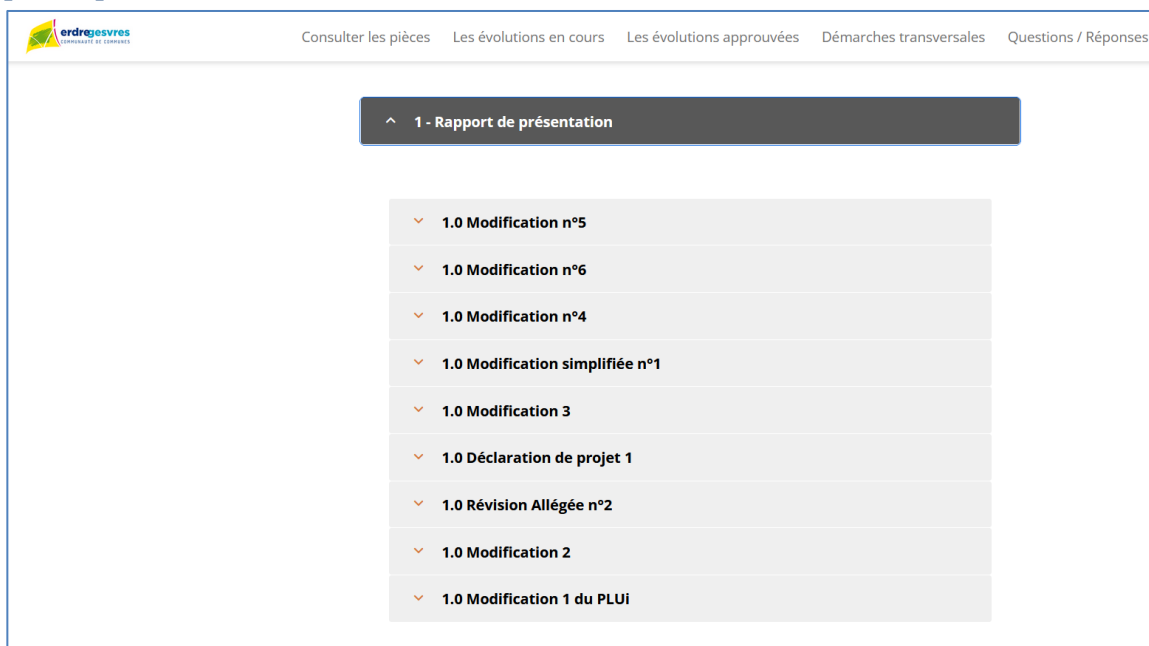 erdregesvres
COMMUNAUTÉ DE COMMUNES
Consulter les pièces Les évolutions en cours Les évolutions approuvées Démarches transversales Questions / Réponses
1 - Rapport de présentation
1.0 Modification n°5
1.0 Modification n°6
1.0 Modification n°4
1.0 Modification simplifiée n°1
1.0 Modification 3
1.0 Déclaration de projet 1
1.0 Révision Allégée n°2
1.0 Modification 2
1.0 Modification 1 du PLUi